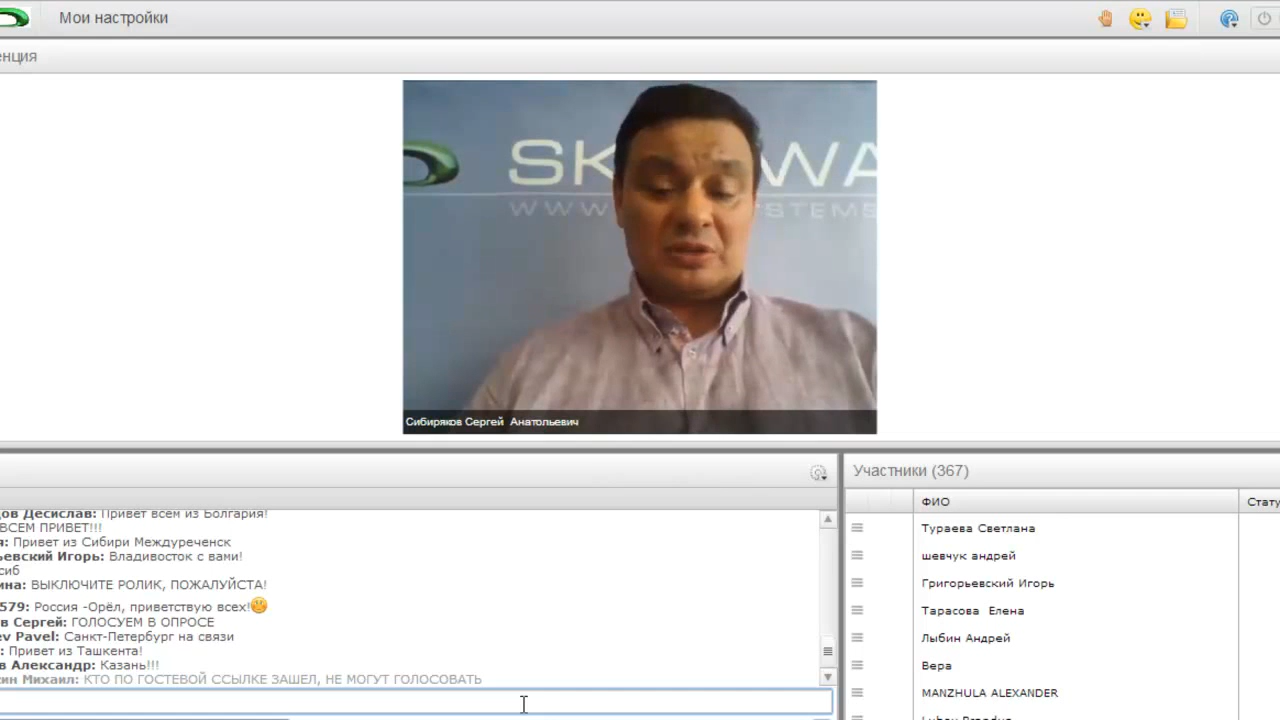 Мои настройки
енция
SK WA
WWW STEMS
Сибиряков Сергей Анатольевич
Участники (367)
ФИО Стату
ов Десислав: Привет всем из Болгария!
ВСЕМ ПРИВЕТ!!!
я: Привет из Сибири Междуреченск
ьевский Игорь: Владивосток с вами!
сиб
ина: ВЫКЛЮЧИТЕ РОЛИК, ПОЖАЛУЙСТА!
579: Россия -Орёл, приветствую всех!
в Сергей: ГОЛОСУЕМ В ОПРОСЕ
ev Pavel: Санкт-Петербург на связи
: Привет из Ташкента!
в Александр: Казань!!!
кин Михаил: КТО ПО ГОСТЕВОЙ ССЫЛКЕ ЗАШЕЛ, НЕ МОГУТ ГОЛОСОВАТЬ
Тураева Светлана
шевчук андрей
Григорьевский Игорь
Тарасова Елена
Лыбин Андрей
Вера
MANZHULA ALEXANDER